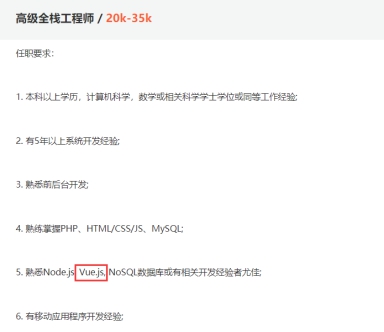 高级全栈工程师 / 20k-35k
任职要求：
1. 本科以上学历，计算机科学，数学或相关科学学士学位或同等工作经验;
2. 有5年以上系统开发经验;
3. 熟悉前后台开发;
4. 熟练掌握PHP、HTML/CSS/JS、MySQL;
5. 熟悉Node.js, Vue.js, NoSQL数据库或有相关开发经验者尤佳;
6. 有移动应用程序开发经验;